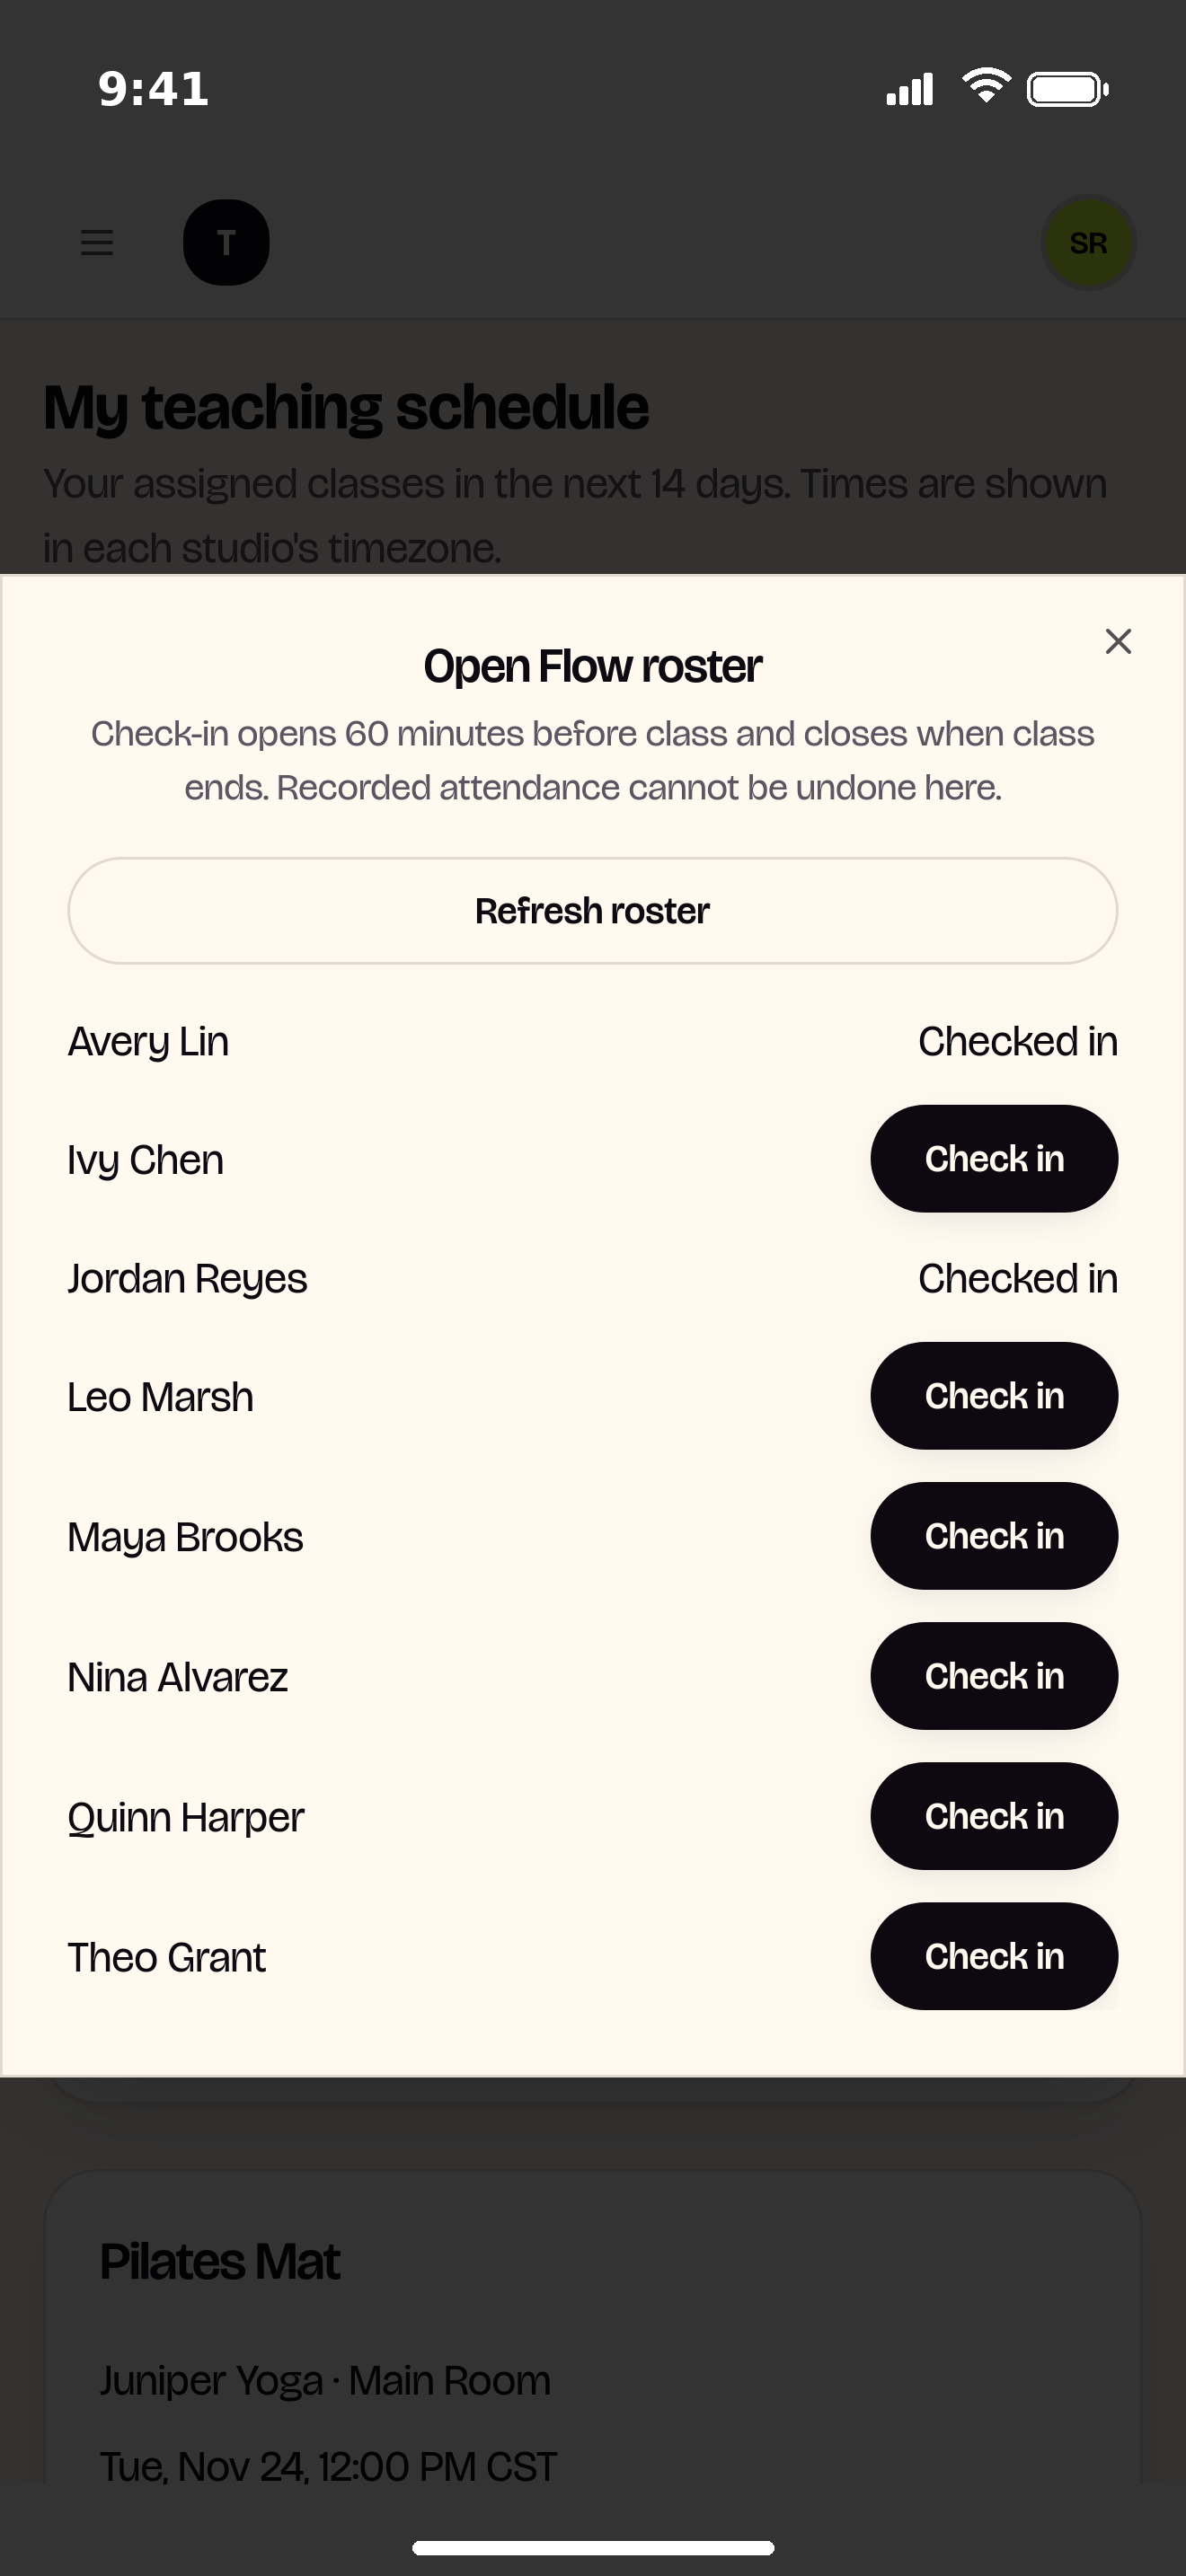 9:41
T
SR
My teaching schedule
Your assigned classes in the next 14 days. Times are shown
in each studio's timezone.
Open Flow roster
Check-in opens 60 minutes before class and closes when class
ends. Recorded attendance cannot be undone here.
Refresh roster
Avery Lin Checked in
Ivy Chen Check in
Jordan Reyes Checked in
Leo Marsh Check in
Maya Brooks Check in
Nina Alvarez Check in
Quinn Harper Check in
Theo Grant Check in
Pilates Mat
Juniper Yoga · Main Room
Tue, Nov 24, 12:00 PM CST